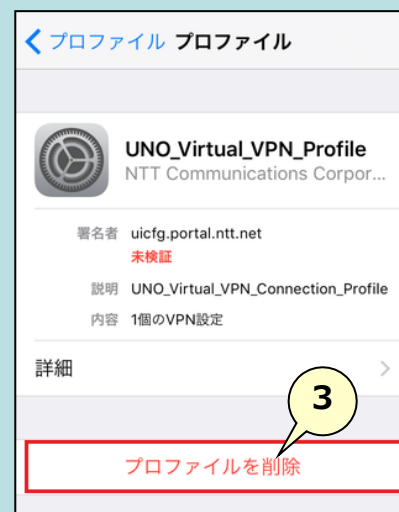 プロファイル プロファイル
UNO_Virtual_VPN_Profile
NTT Communications Corpor...
署名者 uicfg.portal.ntt.net
未検証
説明 UNO_Virtual_VPN_Connection_Profile
内容 1個のVPN設定
詳細
3
プロファイルを削除